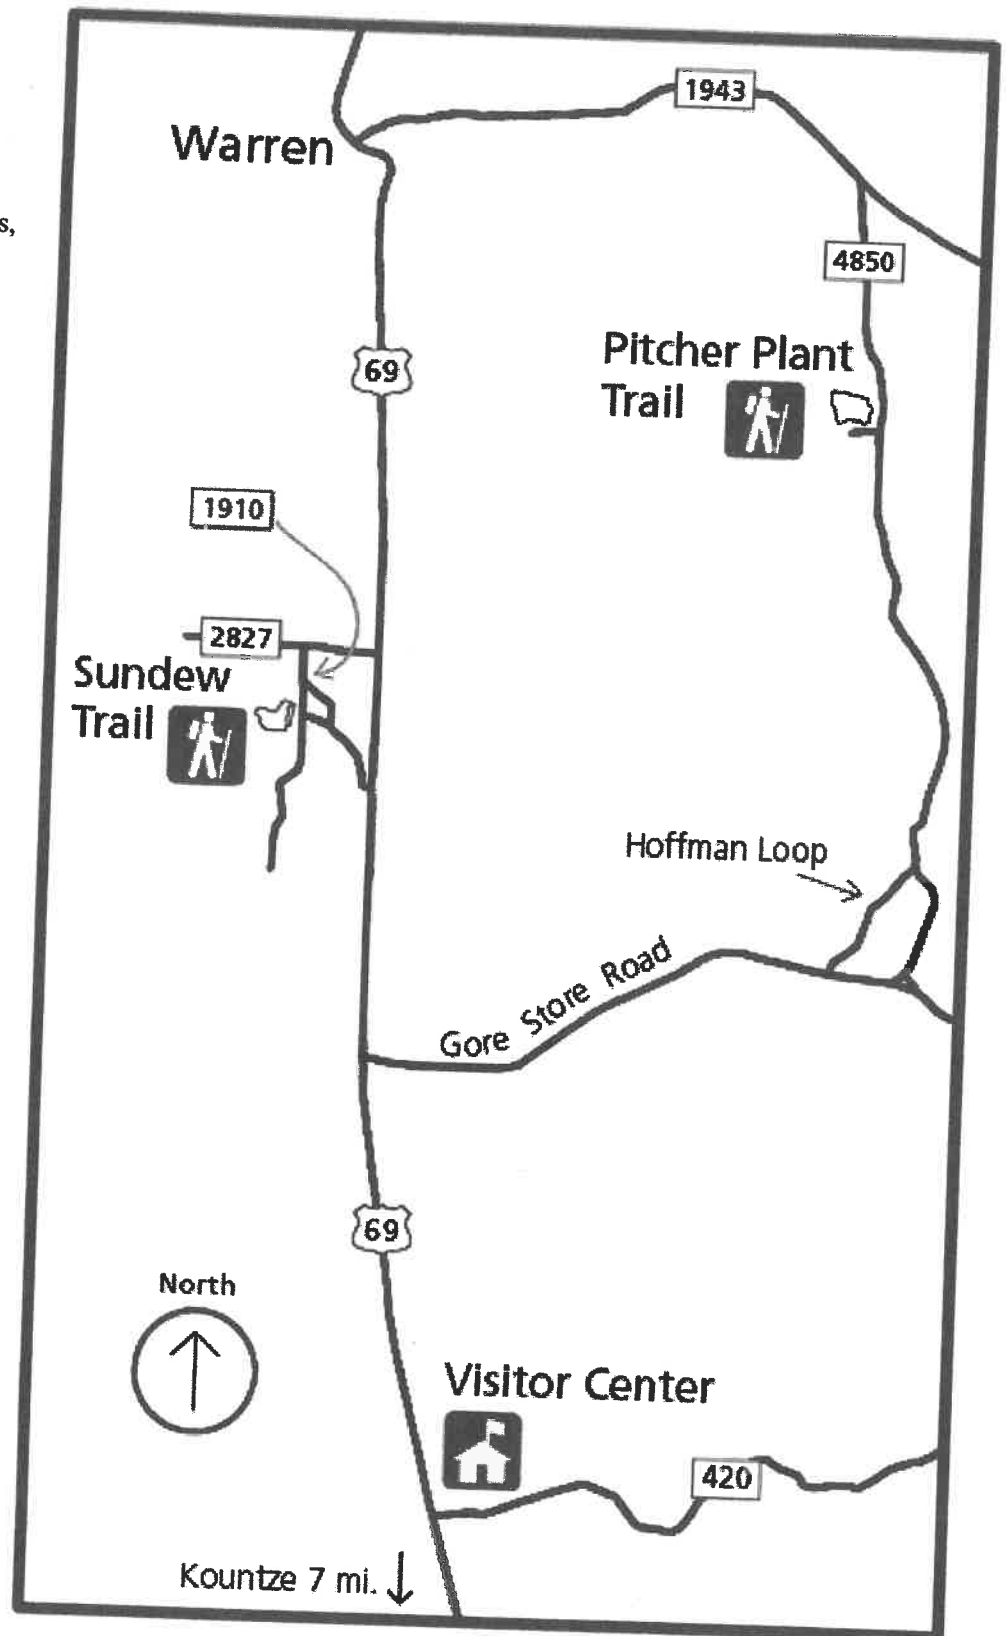 s,
1943
Warren
4850
Pitcher Plant
Trail
69
1910
2827
Sundew
Trail
Hoffman Loop
Gore Store Road
69
North
Visitor Center
420
Kountze 7 mi.